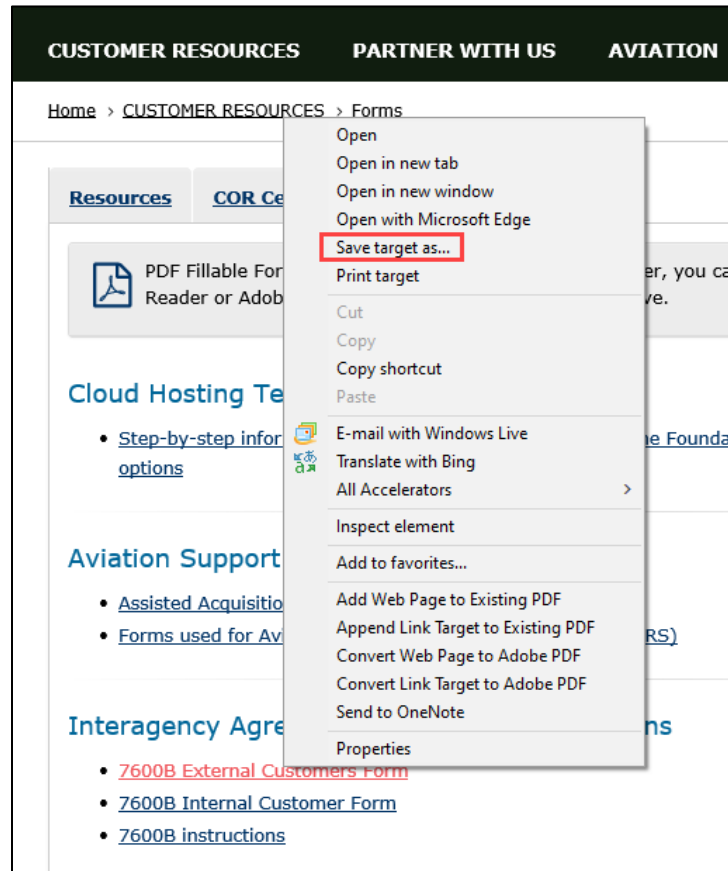 CUSTOMER RESOURCES PARTNER WITH US AVIATION
Home > CUSTOMER RESOURCES > Forms
Open
Open in new tab
Resources COR Ce
Open in new window
Open with Microsoft Edge
Save target as...
PDF Fillable For er, you ca
Print target
Reader or Adob ve.
Cut
Copy
Copy shortcut
Cloud Hosting Te
Paste
Step-by-step infor E-mail with Windows Live ne Founda
options Translate with Bing
All Accelerators >
Inspect element
Aviation Support Add to favorites...
Assisted Acquisitio Add Web Page to Existing PDF
Append Link Target to Existing PDF
Forms used for Avi RS)
Convert Web Page to Adobe PDF
Convert Link Target to Adobe PDF
Send to OneNote
Interagency Agre ns
Properties
7600B External Customers Form
7600B Internal Customer Form
7600B instructions